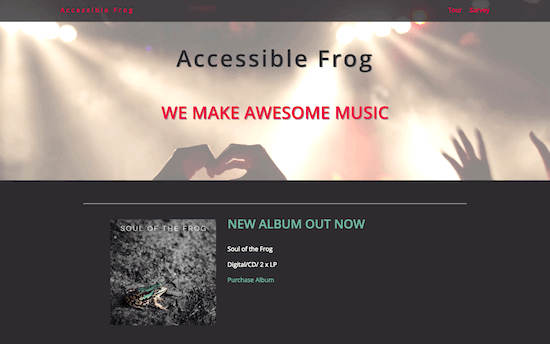 Accessible Frog
Tour Survey
Accessible Frog
WE MAKE AWESOME MUSIC
SOUL OF THE FROG
NEW ALBUM OUT NOW
Soul of the Frog
Digital/CD/ 2 x LP
Purchase Album